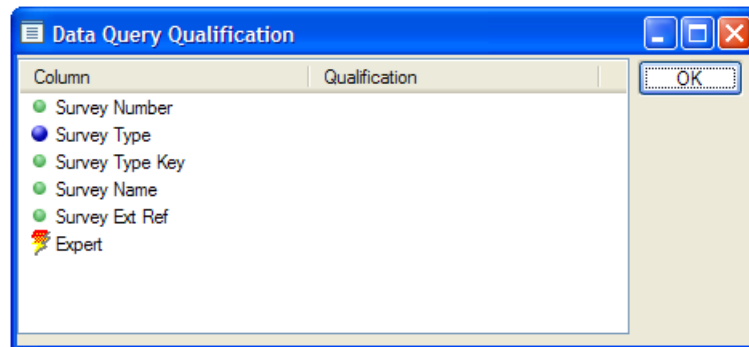 Data Query Qualification
Column Qualification
OK
Survey Number
Survey Type
Survey Type Key
Survey Name
Survey Ext Ref
Expert